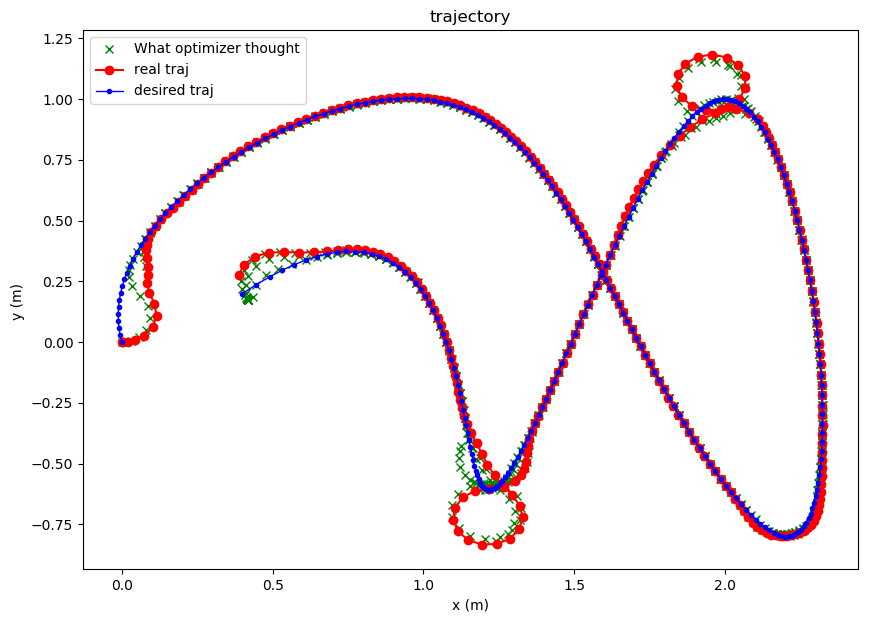 trajectory
What optimizer thought
real traj
desired traj
1.25
1.00
0.75
0.50
0.25
0.00
−0.25
−0.50
−0.75
y (m)
0.0 0.5 1.0 1.5 2.0
x (m)